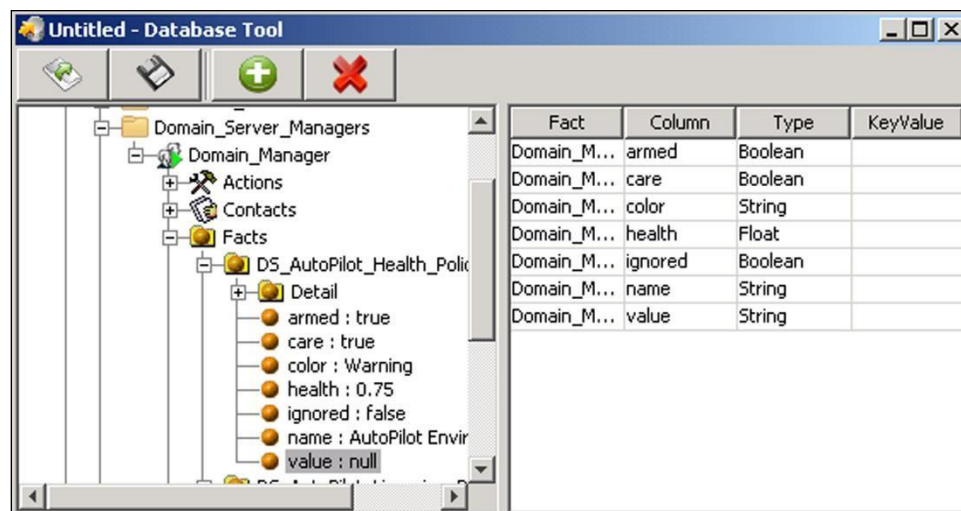 Untitled - Database Tool
Domain_Server_Managers
Domain_Manager
Actions
Contacts
Facts
DS_AutoPilot_Health_Polic
Detail
armed : true
care : true
color : Warning
health : 0.75
ignored : false
name : AutoPilot Envir
value : null
Fact Column Type KeyValue
Domain_M... armed Boolean
Domain_M... care Boolean
Domain_M... color String
Domain_M... health Float
Domain_M... ignored Boolean
Domain_M... name String
Domain_M... value String